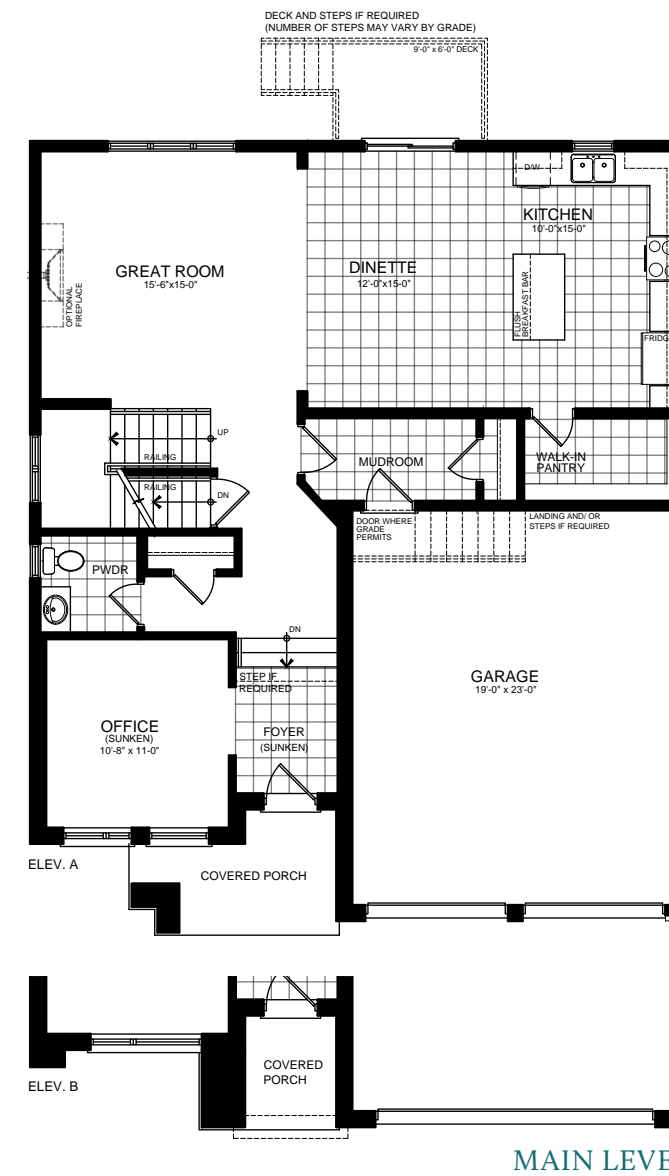 DECK AND STEPS IF REQUIRED
(NUMBER OF STEPS MAY VARY BY GRADE)
9'-0" x 6'-0" DECK
D/W
KITCHEN
10'-0"x15'-0"
GREAT ROOM
15'-6"x15'-0"
DINETTE
12'-0"x15'-0"
OPTIONAL
FIREPLACE
FLUSH
BREAKFAST BAR
FRIDG
UP
RAILING
RAILING
DN
MUDROOM
WALK-IN
PANTRY
DOOR WHERE
GRADE
PERMITS
LANDING AND/ OR
STEPS IF REQUIRED
PWDR
DN
STEP IF
REQUIRED
GARAGE
19'-0" x 23'-0"
OFFICE
(SUNKEN)
10'-8" x 11-0"
FOYER
(SUNKEN)
ELEV. A
COVERED PORCH
COVERED
PORCH
ELEV. B
MAIN LEVE